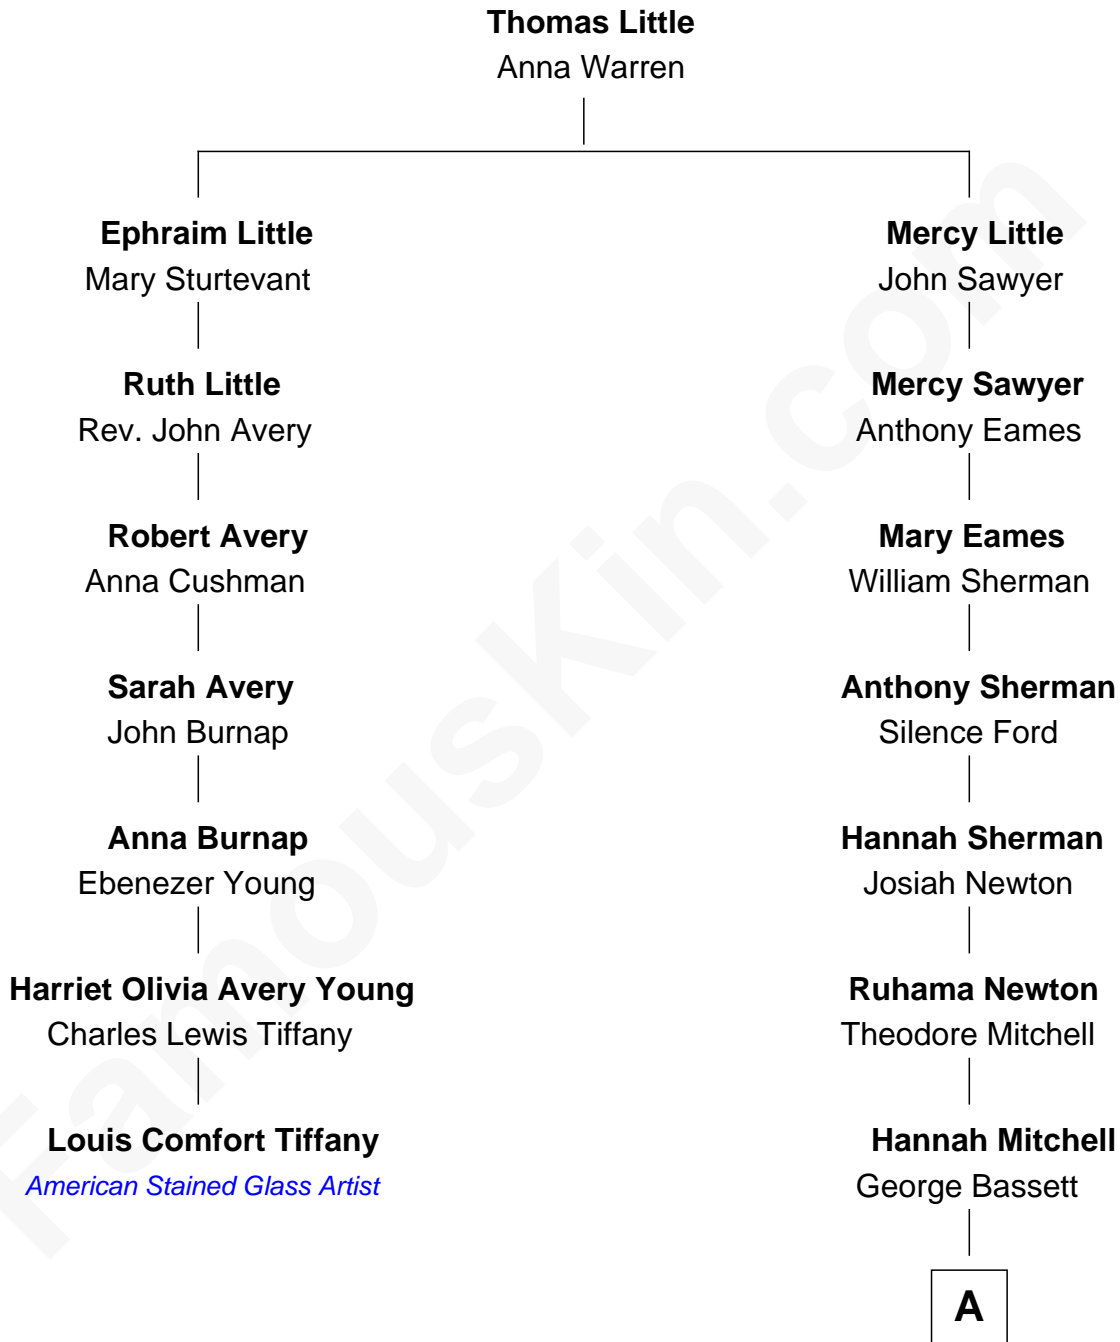 Thomas Little
Anna Warren
Ephraim Little
Mary Sturtevant
Ruth Little
Rev. John Avery
Robert Avery
Anna Cushman
Sarah Avery
John Burnap
Anna Burnap
Ebenezer Young
Harriet Olivia Avery Young
Charles Lewis Tiffany
Louis Comfort Tiffany
American Stained Glass Artist
Mercy Little
John Sawyer
Mercy Sawyer
Anthony Eames
Mary Eames
William Sherman
Anthony Sherman
Silence Ford
Hannah Sherman
Josiah Newton
Ruhama Newton
Theodore Mitchell
Hannah Mitchell
George Bassett
A
FamousKin.com